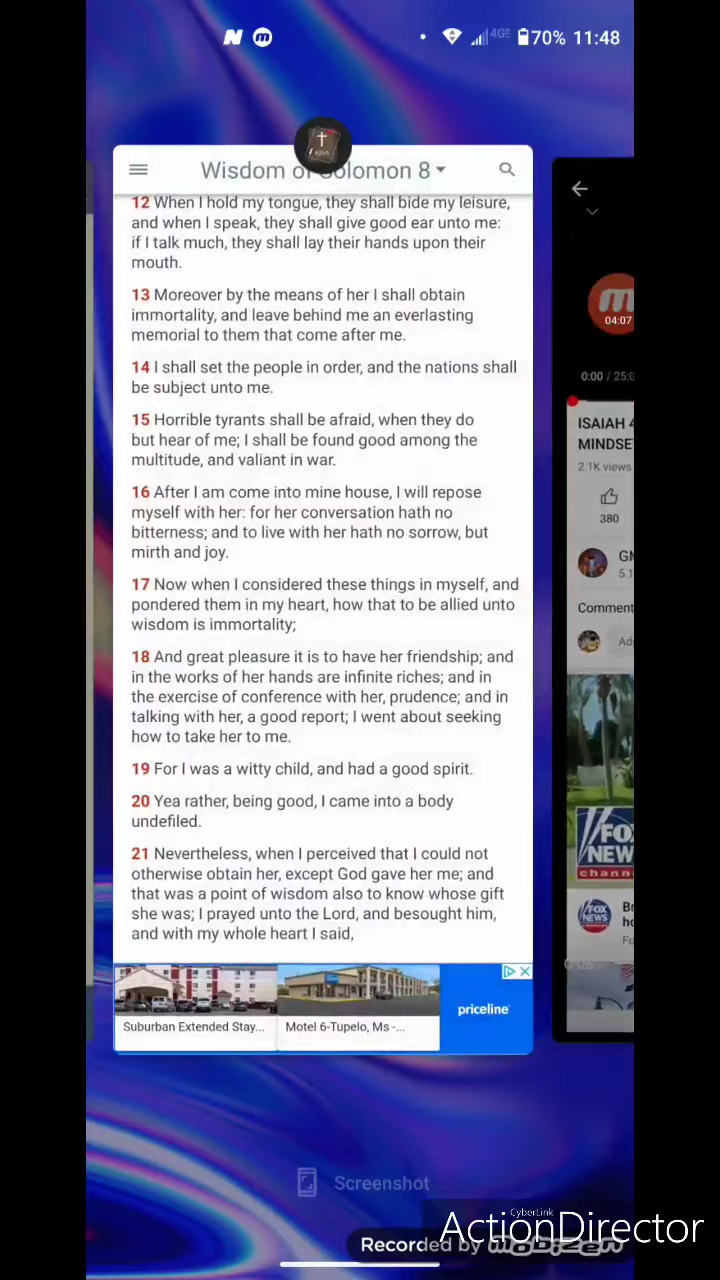 4GE 70% 11:48
Wisdom of Solomon 8
12 When I hold my tongue, they shall bide my leisure,
and when I speak, they shall give good ear unto me:
if I talk much, they shall lay their hands upon their
mouth.
13 Moreover by the means of her I shall obtain
immortality, and leave behind me an everlasting
memorial to them that come after me.
14 I shall set the people in order, and the nations shall
be subject unto me.
15 Horrible tyrants shall be afraid, when they do
but hear of me; I shall be found good among the
multitude, and valiant in war.
16 After I am come into mine house, I will repose
myself with her: for her conversation hath no
bitterness; and to live with her hath no sorrow, but
mirth and joy.
17 Now when I considered these things in myself, and
pondered them in my heart, how that to be allied unto
wisdom is immortality;
18 And great pleasure it is to have her friendship; and
in the works of her hands are infinite riches; and in
the exercise of conference with her, prudence; and in
talking with her, a good report; I went about seeking
how to take her to me.
19 For I was a witty child, and had a good spirit.
20 Yea rather, being good, I came into a body
undefiled.
21 Nevertheless, when I perceived that I could not
otherwise obtain her, except God gave her me; and
that was a point of wisdom also to know whose gift
she was; I prayed unto the Lord, and besought him,
and with my whole heart I said,
Suburban Extended Stay...
Motel 6-Tupelo, Ms -...
priceline
04:07
0:00 / 25:0
ISAIAH 4
MINDSE
2.1K views
380
GM
5.1
Comment
Ad
FO
NEW
chann
FOX
NEWS
Br
ho
Fo
Screenshot
CyberLink
ActionDirector
Recorded by mobizen